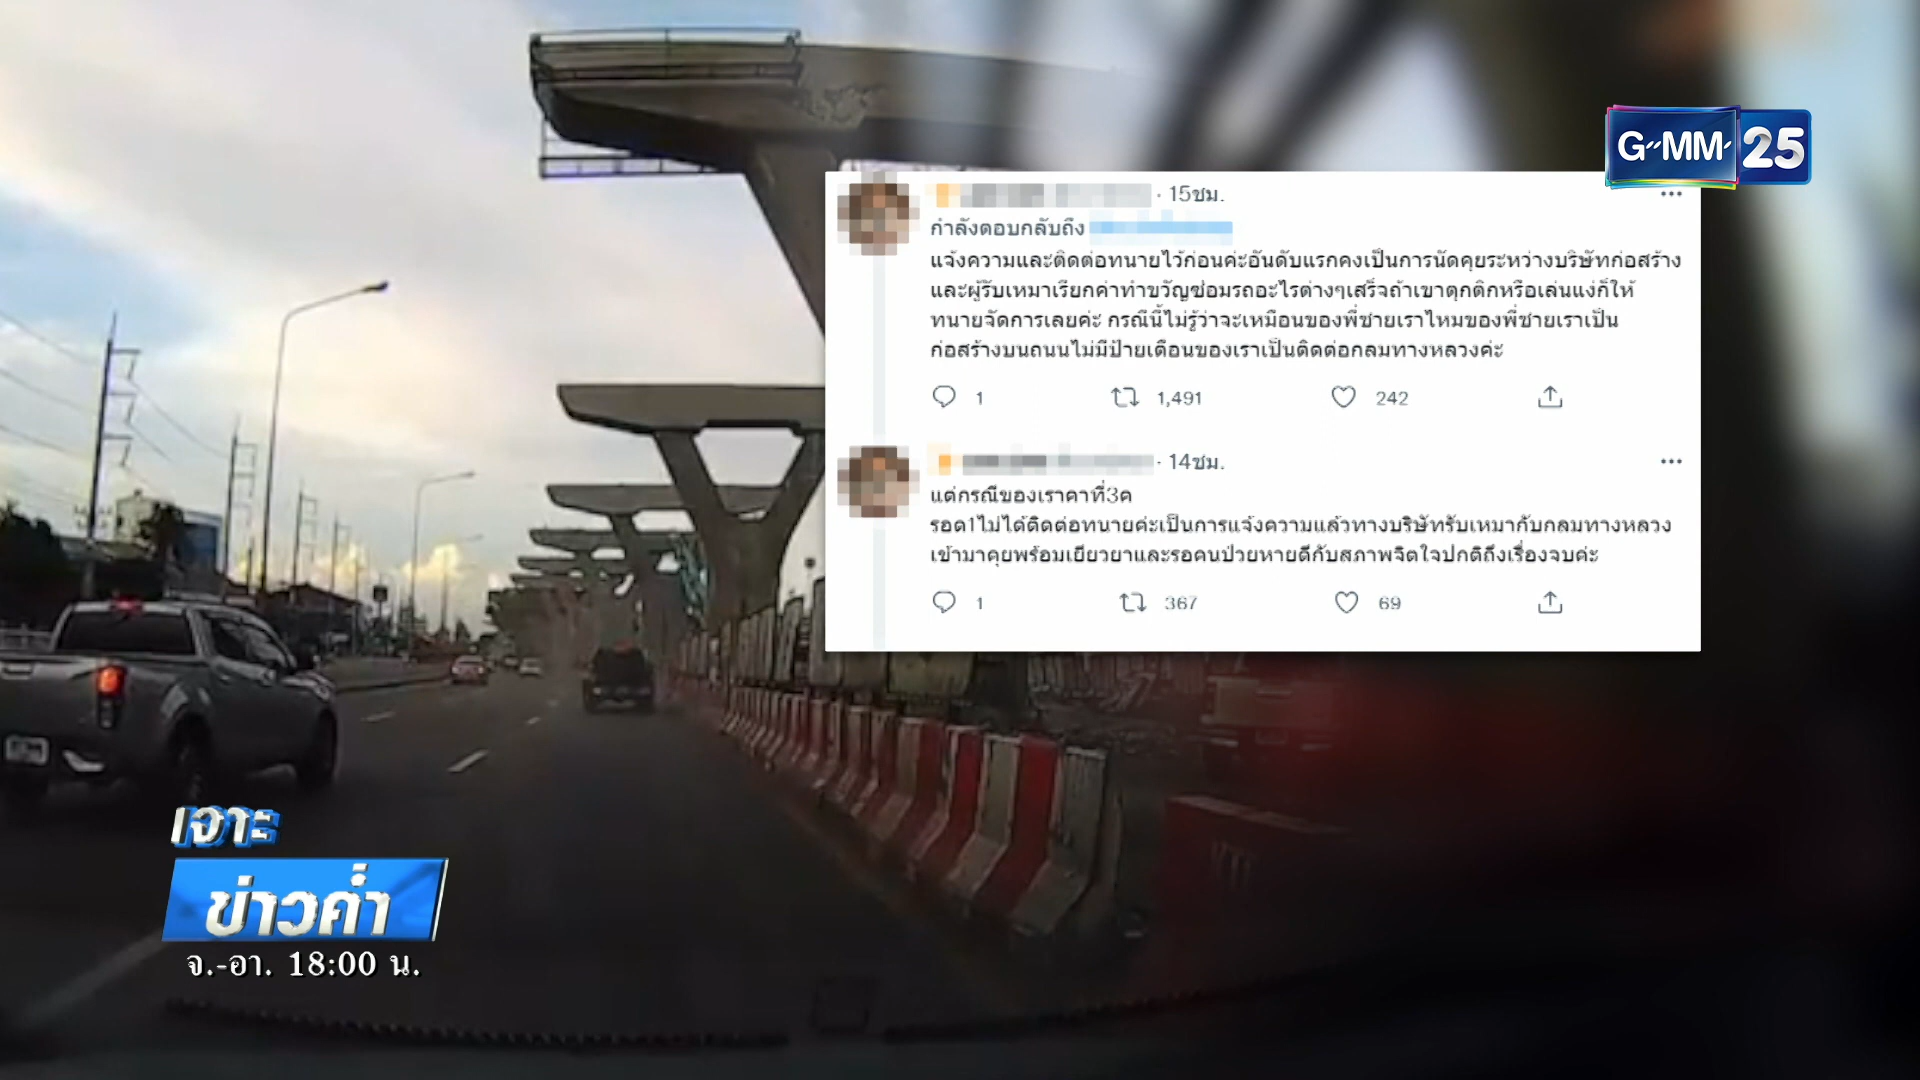 G-MM 25
· 15ชม.
กำลังตอบกลับถึง
แจ้งความและติดต่อทนายไว้ก่อนค่ะอันดับแรกคงเป็นการนัดคุยระหว่างบริษัทก่อสร้าง
และผู้รับเหมาเรียกค่าทำขวัญซ่อมรถอะไรต่างๆเสร็จถ้าเขาตุกติกหรือเล่นแง่ก็ให้
ทนายจัดการเลยค่ะ กรณีนี้ไม่รู้ว่าจะเหมือนของพี่ชายเราไหมของพี่ชายเราเป็น
ก่อสร้างบนถนนไม่มีป้ายเตือนของเราเป็นติดต่อกลมทางหลวงค่ะ
1 1,491 242
· 14ชม.
แต่กรณีของเราคาที่3ค
รอด1ไม่ได้ติดต่อทนายค่ะเป็นการแจ้งความแล้วทางบริษัทรับเหมากับกลมทางหลวง
เข้ามาคุยพร้อมเยียวยาและรอคนป่วยหายดีกับสภาพจิตใจปกติถึงเรื่องจบค่ะ
1 367 69
เจาะ
ข่าวค่ำ
จ.-อา. 18:00 น.